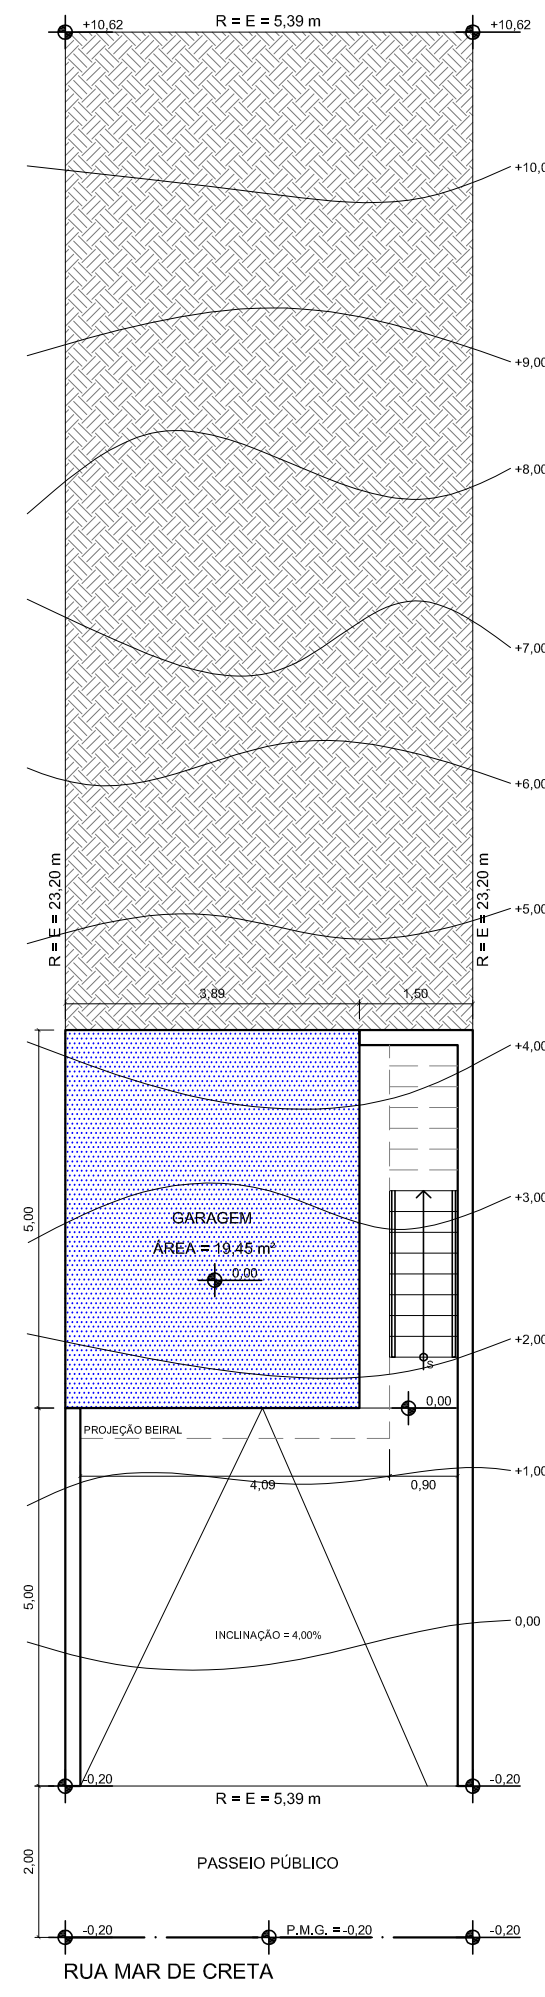 +10,62
R = E = 5,39 m
+10,62
+10,0
+9,00
+8,00
+7,00
+6,00
R = E = 23,20 m
R = E = 23,20 m
+5,00
3,89
1,50
+4,00
+3,00
5,00
GARAGEM
ÁREA = 19,45 m²
0,00
+2,00
S
0,00
PROJEÇÃO BEIRAL
+1,00
4,09
0,90
5,00
0,00
INCLINAÇÃO = 4,00%
-0,20
-0,20
R = E = 5,39 m
2,00
PASSEIO PÚBLICO
-0,20
P.M.G. = -0,20
-0,20
RUA MAR DE CRETA